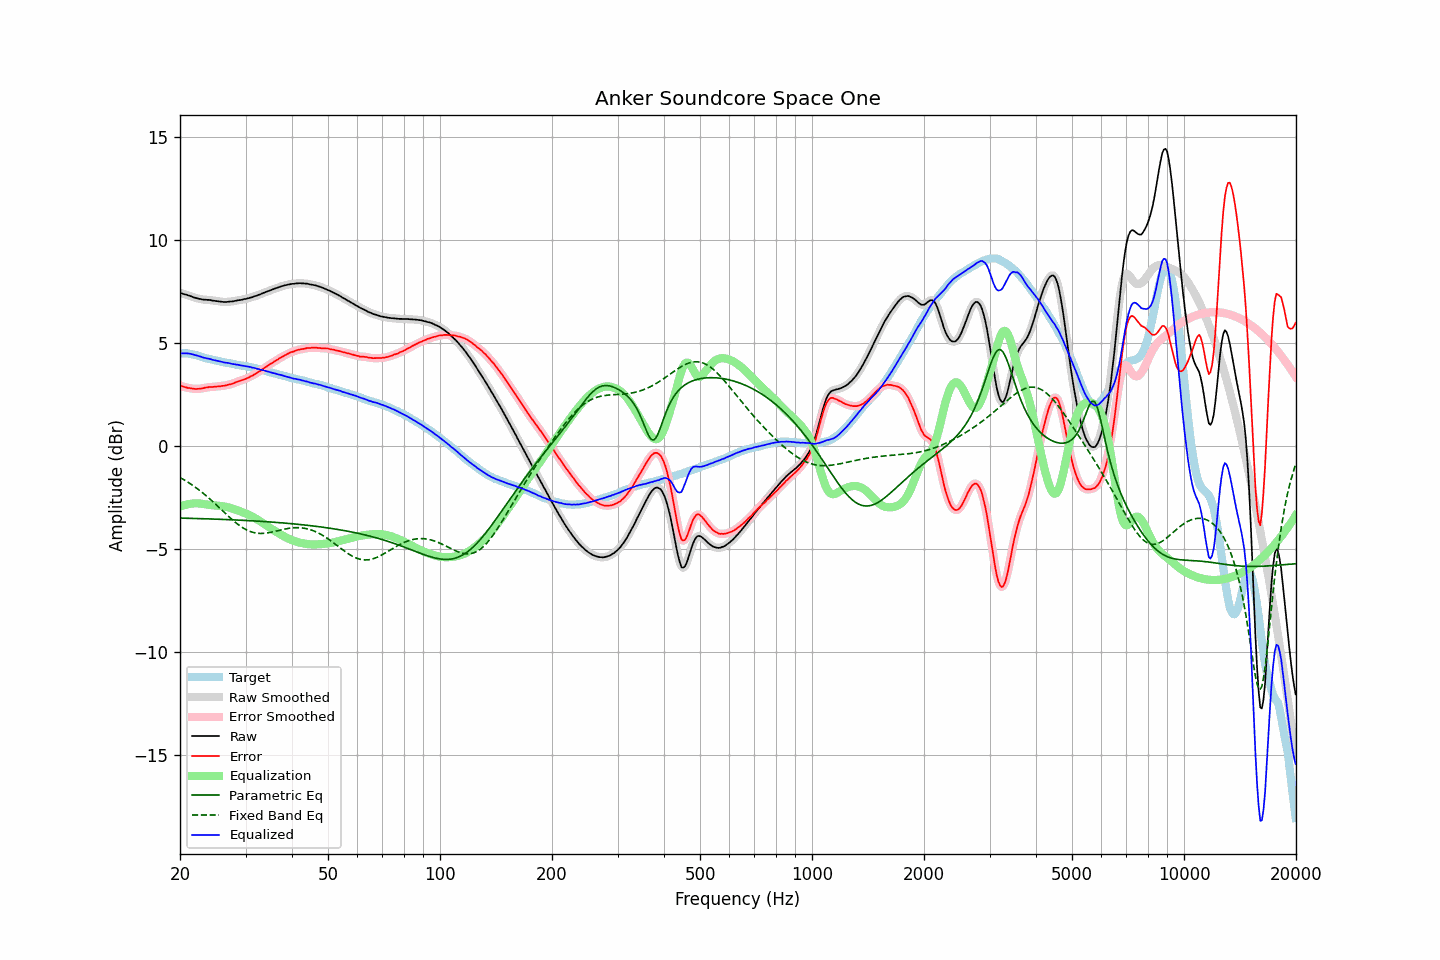 Anker Soundcore Space One
15
10
5
0
−5
−10
−15
Amplitude (dBr)
Target
Raw Smoothed
Error Smoothed
Raw
Error
Equalization
Parametric Eq
Fixed Band Eq
Equalized
20 50 100 200 500 1000 2000 5000 10000 20000
Frequency (Hz)